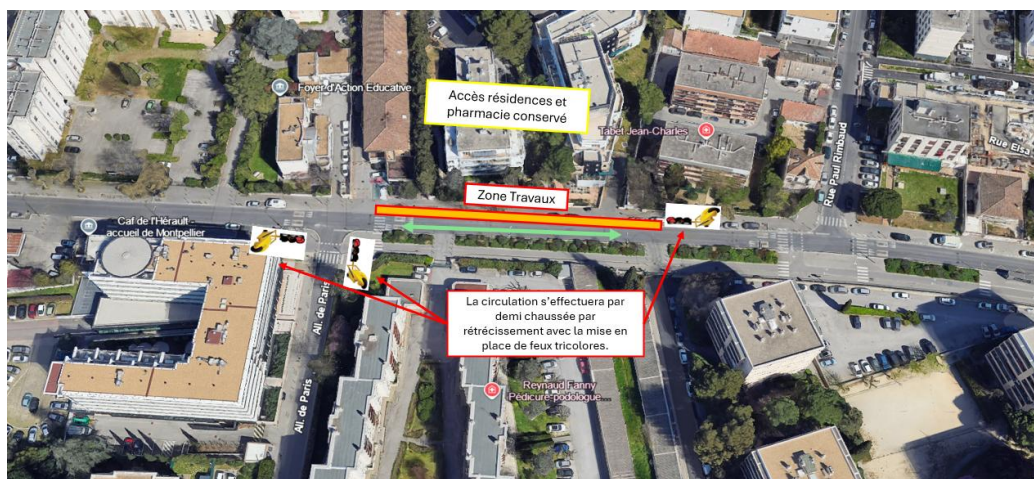 Foyer d'Action Educative
Accès résidences et
pharmacie conservé
Tabet Jean-Charles
Rue Paul Rimbaud
Rue Elsa
Zone Travaux
Caf de l'Hérault -
accueil de Montpellier
All. de Paris
All. de Paris
La circulation s'effectuera par
demi chaussée par
rétrécissement avec la mise en
place de feux tricolores.
Reynaud Fanny
Pédicure-podologue...